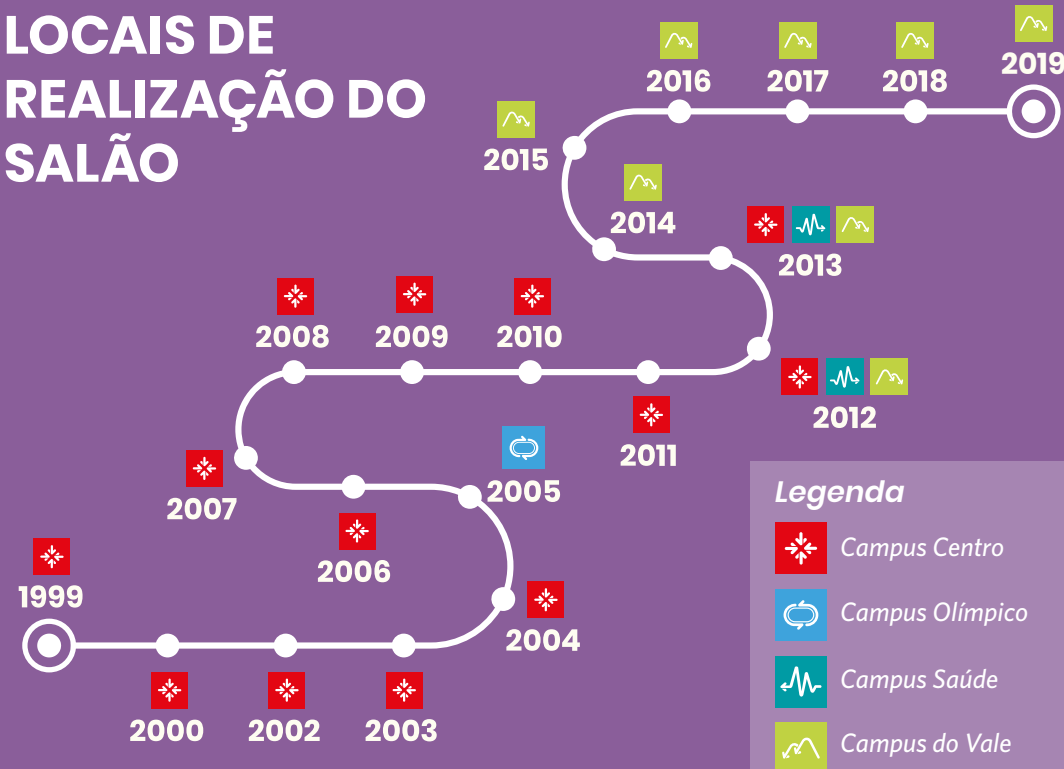 LOCAIS DE
REALIZAÇÃO DO
SALÃO
2016
2017
2018
2019
2015
2014
2013
2008
2009
2010
2012
2011
2005
2007
2006
1999
2004
2000
2002
2003
Legenda
Campus Centro
Campus Olímpico
Campus Saúde
Campus do Vale